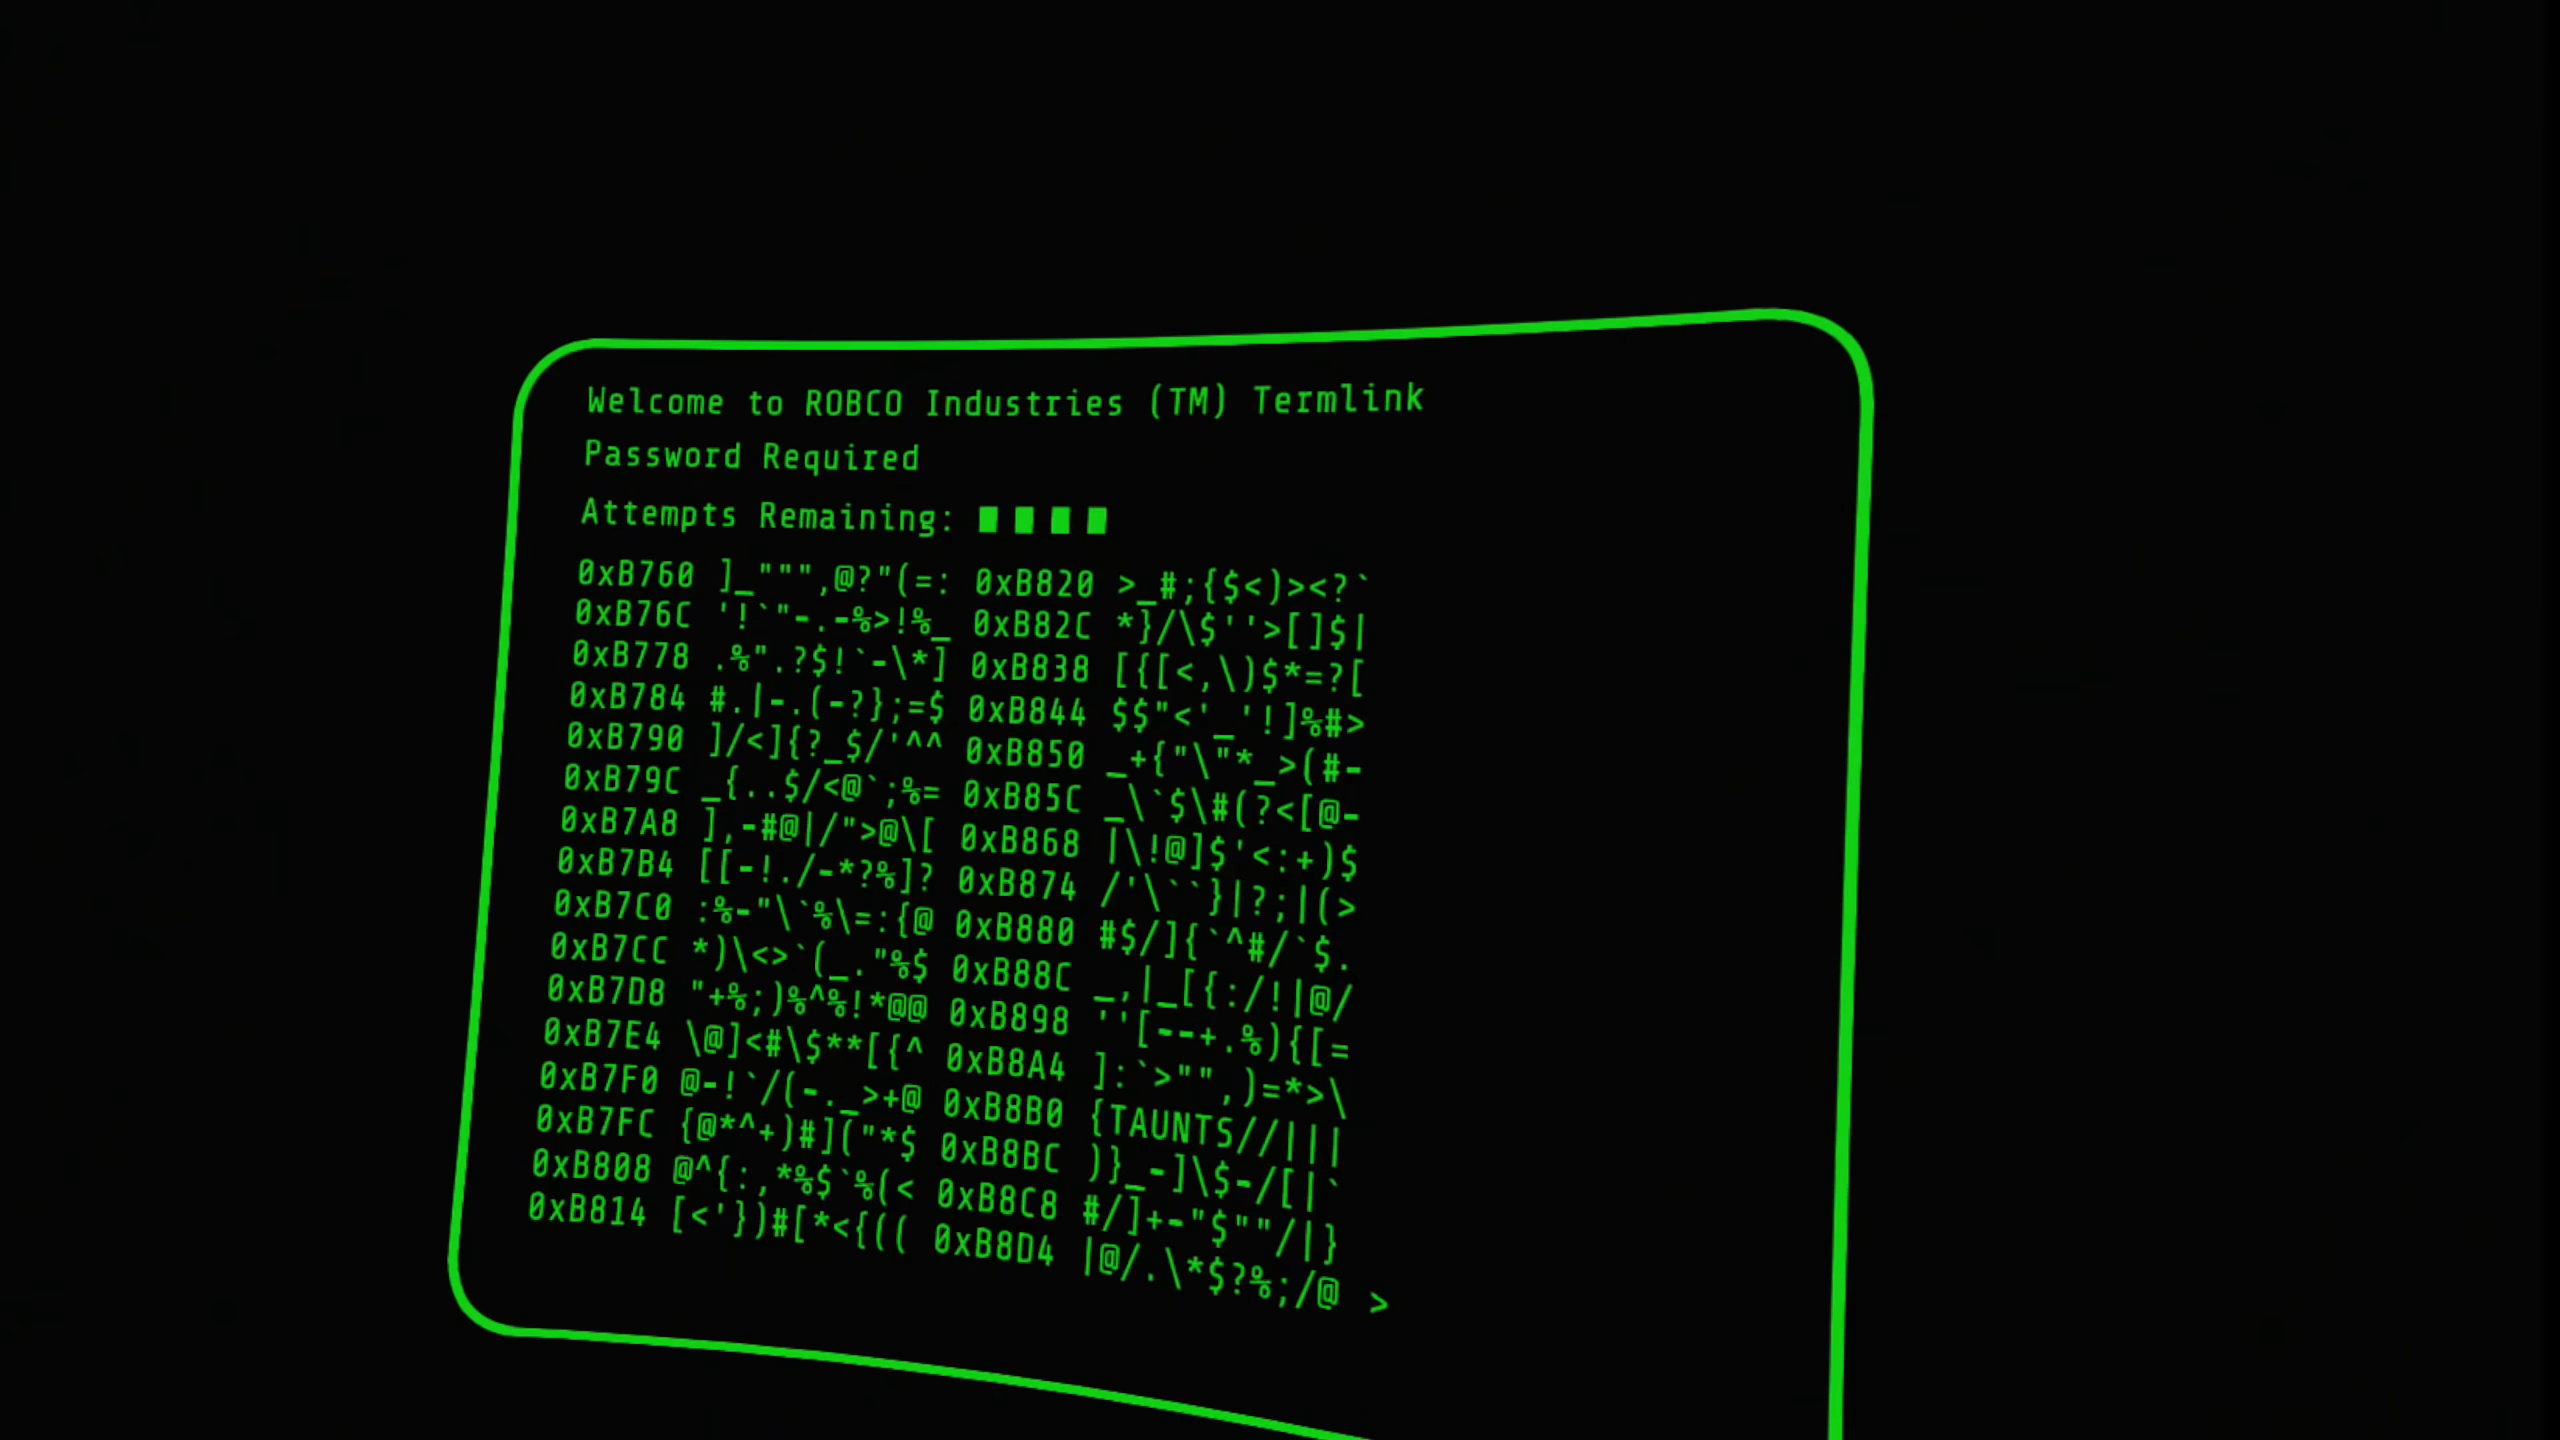 Welcome to ROBCO Industries (TM) Termlink
Password Required
Attempts Remaining: ■ ■ ■ ■
0xB760 ]_""",@?"(=: 0xB820 >_#;{$<)><?`
0xB76C '!`"-.-%>!%_ 0xB82C *}/\$''>[]$|
0xB778 .%".?$!`-\*] 0xB838 [{[<,\)$*=?[
0xB784 #.|-.(-?};=$ 0xB844 $$"<'_'!]%#>
0xB790 ]/<]{?_$/'^^ 0xB850 _+{"\"*_>(#-
0xB79C _{..$/<@`;%= 0xB85C _\`$\#(?<[@-
0xB7A8 ],-#@|/">@\[ 0xB868 |\!@]$'<:+)$
0xB7B4 [[-!./-*?%]? 0xB874 /'\``}|?;|(>
0xB7C0 :%-"\`%\=:{@ 0xB880 #$/]{`^#/`$.
0xB7CC *)\<>`(_."%$ 0xB88C _,|_[{:/!|@/
0xB7D8 "+%;)%^%!*@@ 0xB898 ''[--+.%){[=
0xB7E4 \@]<#\$**[{^ 0xB8A4 ]:`>"",)=*>\
0xB7F0 @-!`/(-._>+@ 0xB8B0 {TAUNTS//|||
0xB7FC {@*^+)#]("*$ 0xB8BC )}_-]\$-/[|`
0xB808 @^{:,*%$`%(< 0xB8C8 #/]+-"$""/|}
0xB814 [<'})#[*<{(( 0xB8D4 |@/.\*$?%;/@ >